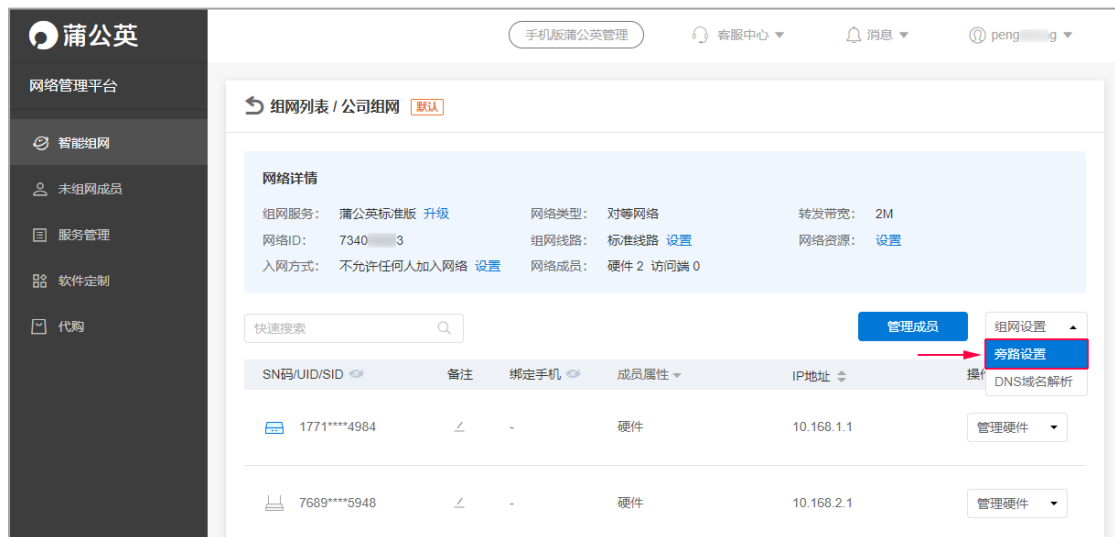 蒲公英
手机版蒲公英管理 客服中心 消息 peng g
网络管理平台
组网列表 / 公司组网 默认
智能组网
未组网成员
服务管理
软件定制
代购
网络详情
组网服务： 蒲公英标准版 升级 网络类型： 对等网络 转发带宽： 2M
网络ID： 7340 3 组网线路： 标准线路 设置 网络资源： 设置
入网方式： 不允许任何人加入网络 设置 网络成员： 硬件 2 访问端 0
快速搜索 管理成员 组网设置
旁路设置
DNS域名解析
SN码/UID/SID 备注 绑定手机 成员属性 IP地址 操
1771****4984 - 硬件 10.168.1.1 管理硬件
7689****5948 - 硬件 10.168.2.1 管理硬件